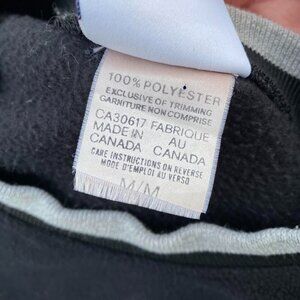 100% POLYESTER
EXCLUSIVE OF TRIMMING
GARNITURE NON COMPRISE
CA30617 FABRIQUE
MADE IN AU
CANADA CANADA
CARE INSTRUCTIONS ON REVERSE
MODE D'EMPLOI AU VERSO
M/M